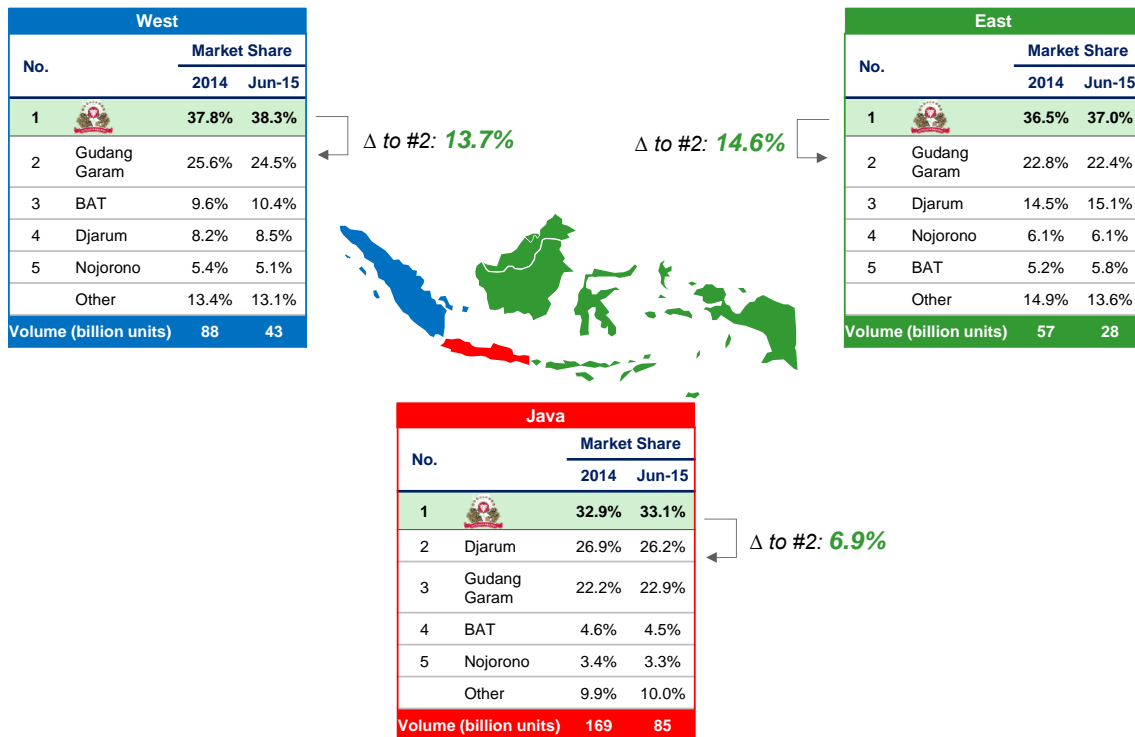 West
No.
Market Share
2014 Jun-15
1 37.8% 38.3%
2 Gudang Garam 25.6% 24.5%
3 BAT 9.6% 10.4%
4 Djarum 8.2% 8.5%
5 Nojorono 5.4% 5.1%
Other 13.4% 13.1%
Volume (billion units) 88 43
Δ to #2: 13.7%
East
No.
Market Share
2014 Jun-15
1 36.5% 37.0%
2 Gudang Garam 22.8% 22.4%
3 Djarum 14.5% 15.1%
4 Nojorono 6.1% 6.1%
5 BAT 5.2% 5.8%
Other 14.9% 13.6%
Volume (billion units) 57 28
Δ to #2: 14.6%
Java
No.
Market Share
2014 Jun-15
1 32.9% 33.1%
2 Djarum 26.9% 26.2%
3 Gudang Garam 22.2% 22.9%
4 BAT 4.6% 4.5%
5 Nojorono 3.4% 3.3%
Other 9.9% 10.0%
Volume (billion units) 169 85
Δ to #2: 6.9%